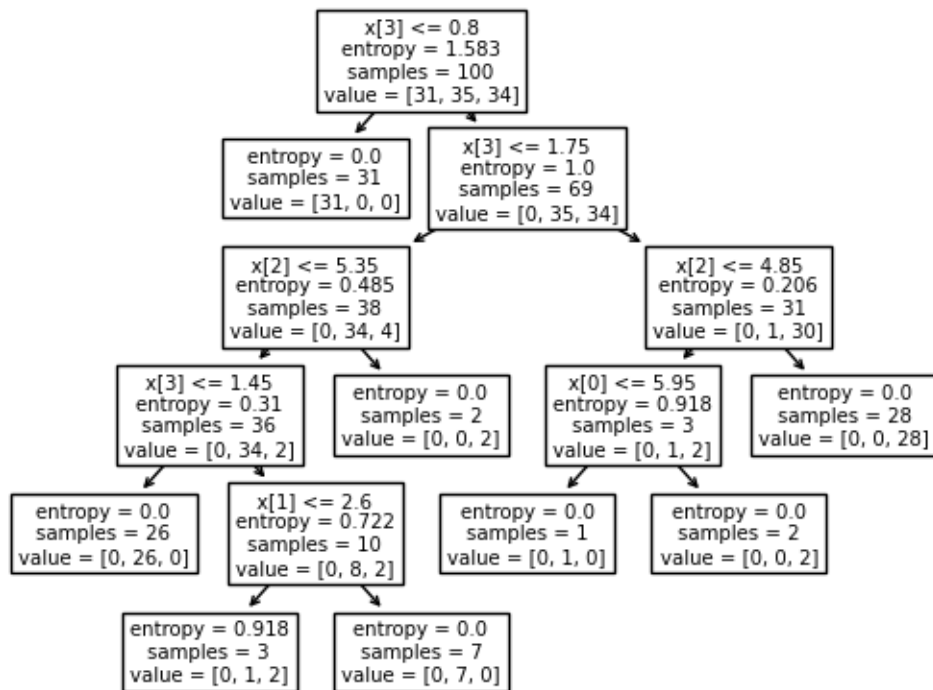 x[3] <= 0.8
entropy = 1.583
samples = 100
value = [31, 35, 34]
entropy = 0.0
samples = 31
value = [31, 0, 0]
x[3] <= 1.75
entropy = 1.0
samples = 69
value = [0, 35, 34]
x[2] <= 5.35
entropy = 0.485
samples = 38
value = [0, 34, 4]
x[2] <= 4.85
entropy = 0.206
samples = 31
value = [0, 1, 30]
x[3] <= 1.45
entropy = 0.31
samples = 36
value = [0, 34, 2]
entropy = 0.0
samples = 2
value = [0, 0, 2]
x[0] <= 5.95
entropy = 0.918
samples = 3
value = [0, 1, 2]
entropy = 0.0
samples = 28
value = [0, 0, 28]
entropy = 0.0
samples = 26
value = [0, 26, 0]
x[1] <= 2.6
entropy = 0.722
samples = 10
value = [0, 8, 2]
entropy = 0.0
samples = 1
value = [0, 1, 0]
entropy = 0.0
samples = 2
value = [0, 0, 2]
entropy = 0.918
samples = 3
value = [0, 1, 2]
entropy = 0.0
samples = 7
value = [0, 7, 0]